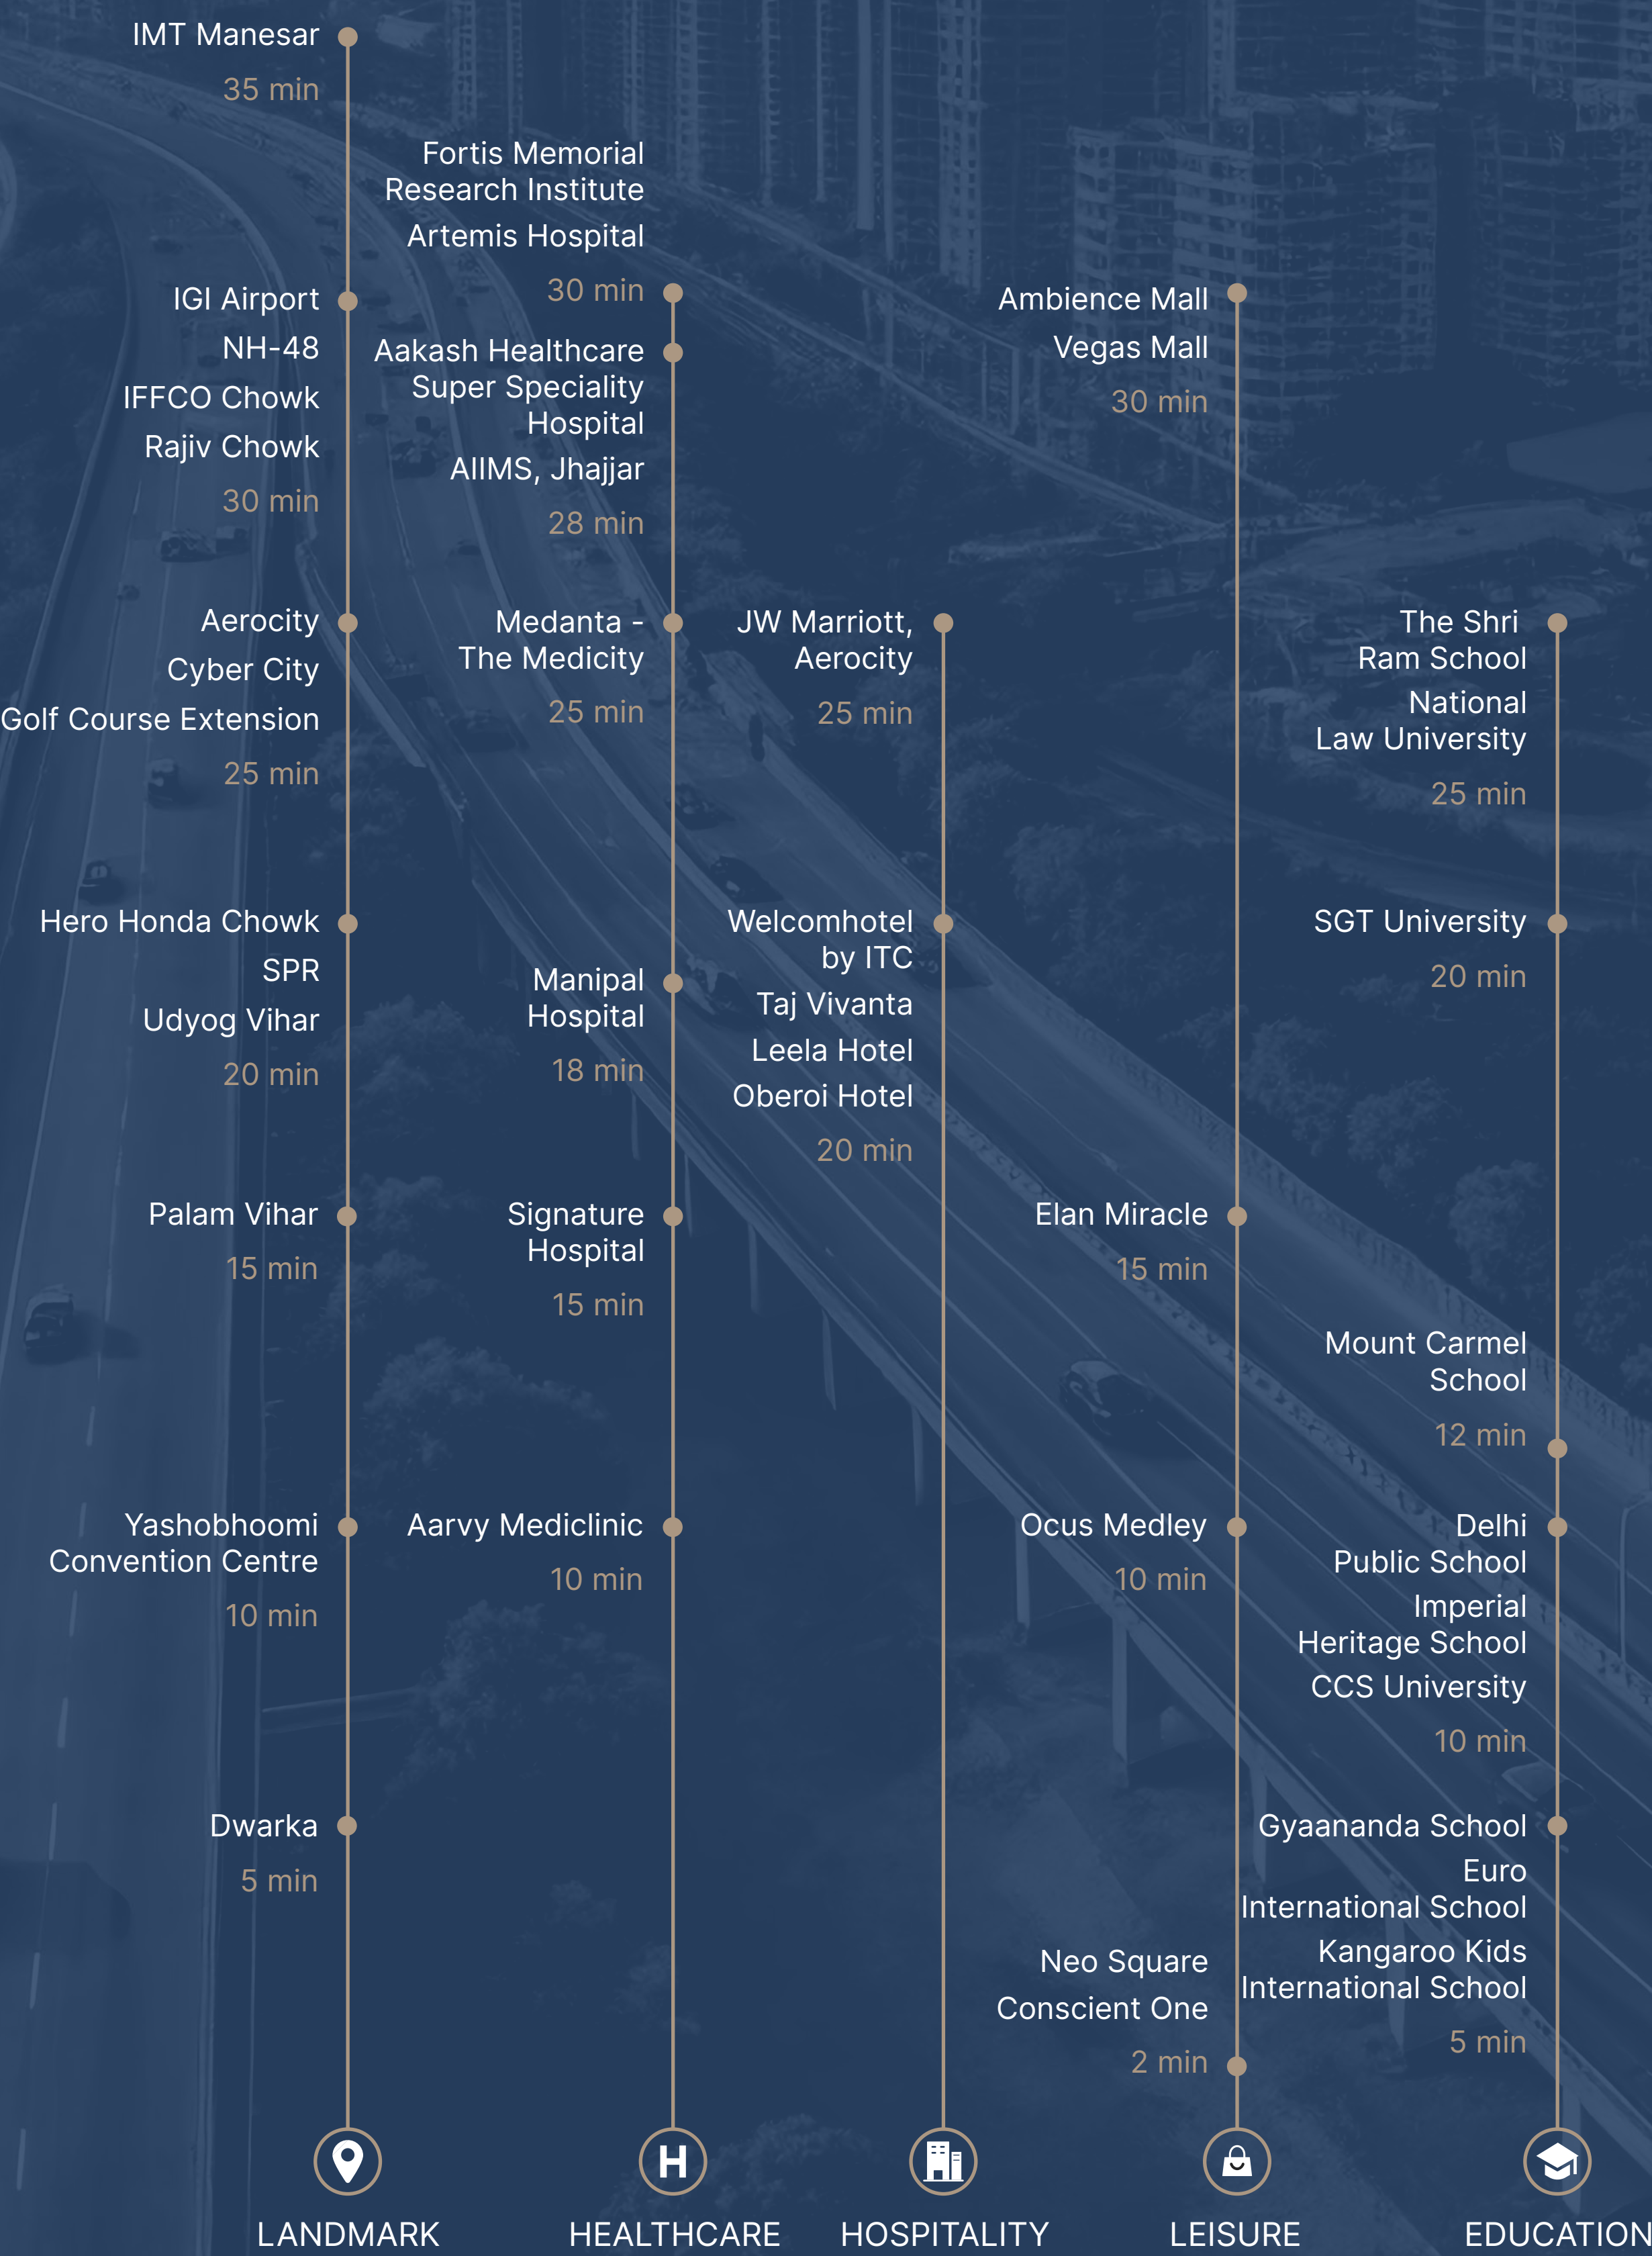 IMT Manesar
35 min
IGI Airport
NH-48
IFFCO Chowk
Rajiv Chowk
30 min
Aerocity
Cyber City
Golf Course Extension
25 min
Hero Honda Chowk
SPR
Udyog Vihar
20 min
Palam Vihar
15 min
Yashobhoomi
Convention Centre
10 min
Dwarka
5 min
LANDMARK
Fortis Memorial
Research Institute
Artemis Hospital
30 min
Aakash Healthcare
Super Speciality
Hospital
AIIMS, Jhajjar
28 min
Medanta -
The Medicity
25 min
Manipal
Hospital
18 min
Signature
Hospital
15 min
Aarvy Mediclinic
10 min
H
HEALTHCARE
JW Marriott,
Aerocity
25 min
Welcomhotel
by ITC
Taj Vivanta
Leela Hotel
Oberoi Hotel
20 min
HOSPITALITY
Ambience Mall
Vegas Mall
30 min
Elan Miracle
15 min
Ocus Medley
10 min
Neo Square
Conscient One
2 min
LEISURE
The Shri
Ram School
National
Law University
25 min
SGT University
20 min
Mount Carmel
School
12 min
Delhi
Public School
Imperial
Heritage School
CCS University
10 min
Gyaananda School
Euro
International School
Kangaroo Kids
International School
5 min
EDUCATION